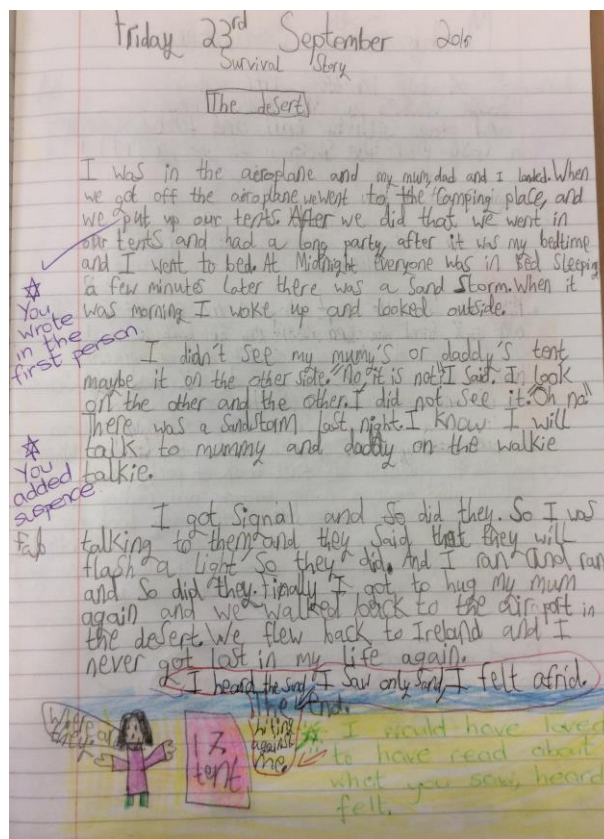 Friday 23rd September 2016
Survival Story
The desert
I was in the aeroplane and my mum, dad and I landed. When
we got off the airoplane we went to the Camping place, and
we put up our tents. After we did that we went in
our tents and had a long party, after it was my bedtime
and I went to bed. At Midnight everyone was in Bed sleeping
a few minutes later there was a Sand Storm. When it
was morning I woke up and looked outside.
You
wrote
in the
first person
I didn't see my mumy's or daddy's tent
maybe it on the other side. "No, it is not" I said. I look
on the other and the other. I did not see it. "Oh no"
There was a Sandstorm last night. I know I will
talk to mummy and daddy on the walkie
talkie.
You
added
suspence
I got Signal and So did they. So I was
talking to them and they said that they will
flash a light so they did. And I ran and ran
and so did they. finally I got to hug my mum
again and we walked back to the airport in
the desert. We flew back to Ireland and I
never got lost in my life again.
fab
I heard the sand
hiting
against
me.
I Saw only Sand, I felt afrid.
The End.
Where are
they.
Iz
tent
I would have loved
to have read about
what you saw, heard
felt.